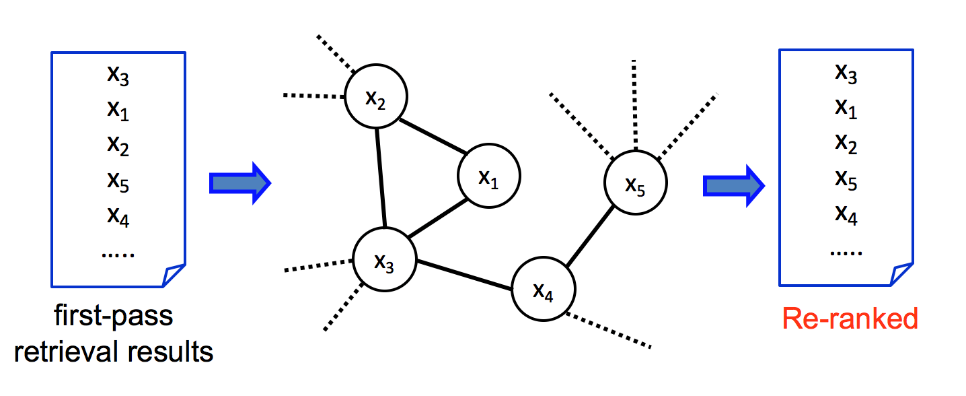 x₃
x₁
x₂
x₅
x₄
.....
first-pass
retrieval results
x₂
x₁
x₃
x₄
x₅
x₃
x₁
x₂
x₅
x₄
.....
Re-ranked